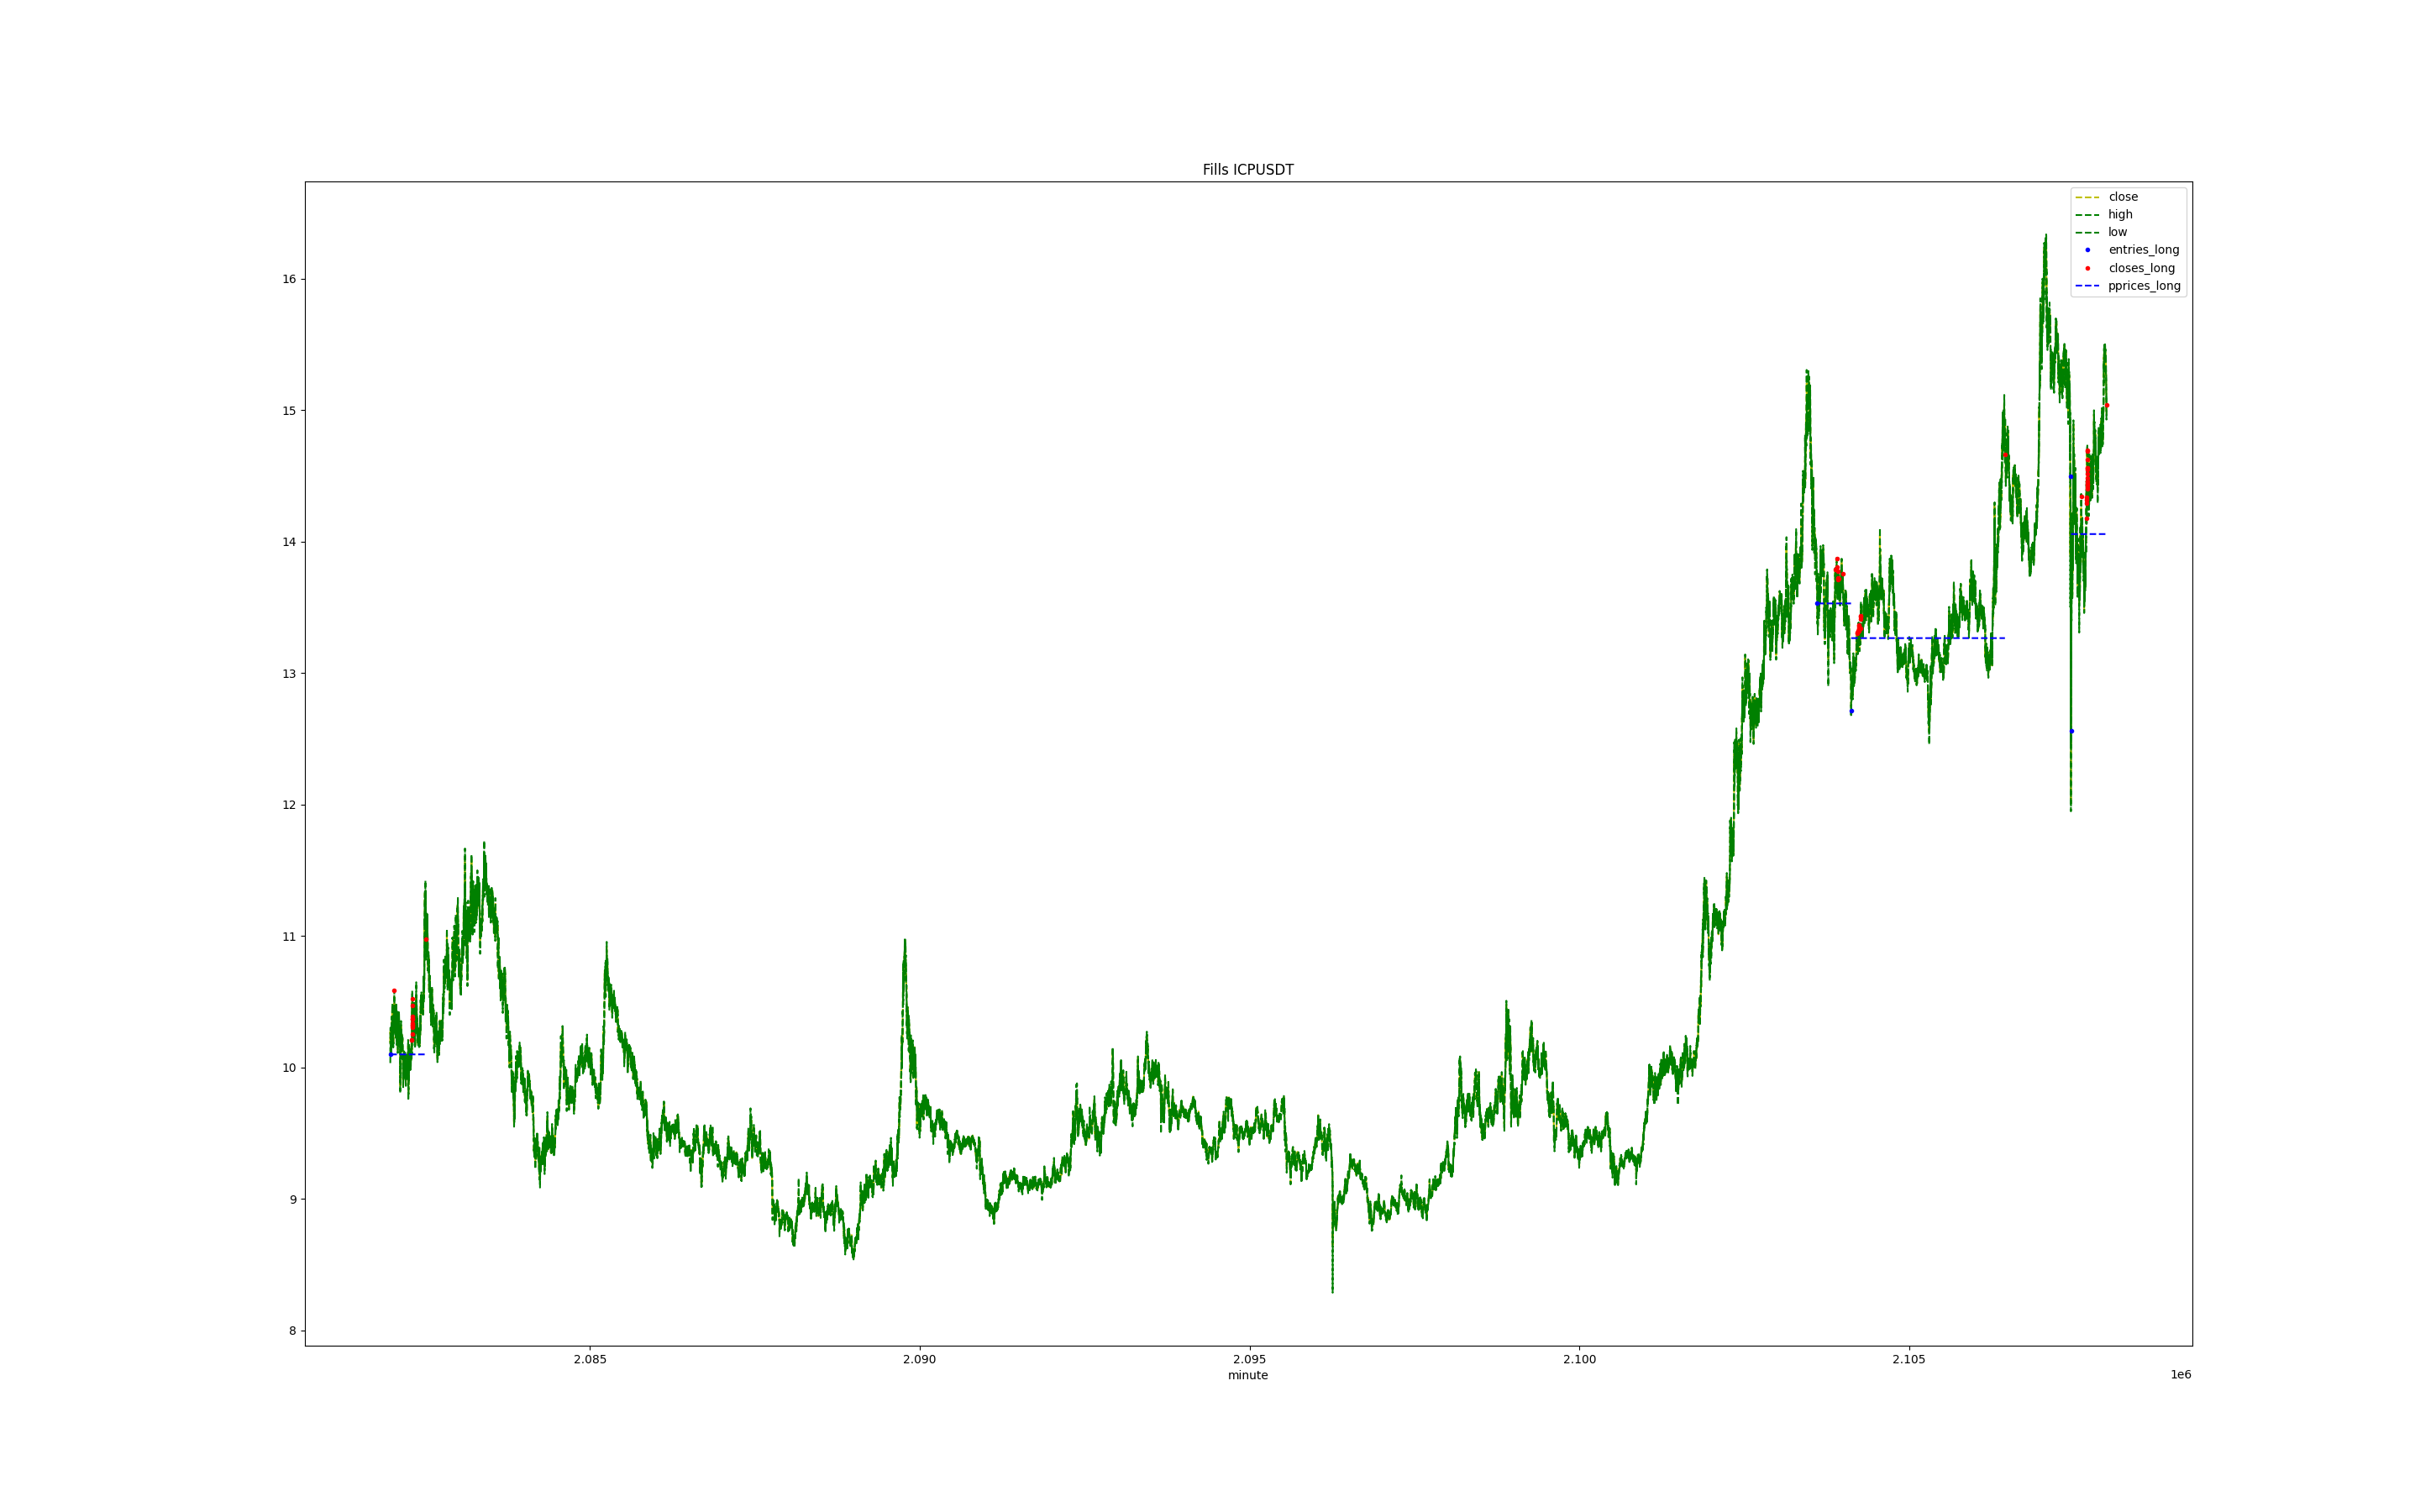 Fills ICPUSDT
close
high
low
entries_long
closes_long
pprices_long
16
15
14
13
12
11
10
9
8
2.085 2.090 2.095 2.100 2.105
minute
1e6